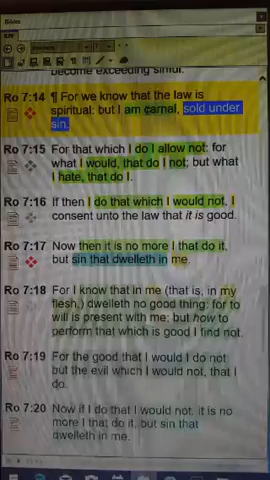 Bibles
KJV
become exceeding sinful.
Ro 7:14 ¶ For we know that the law is
spiritual: but I am carnal, sold under
sin.
Ro 7:15 For that which I do I allow not: for
what I would, that do I not; but what
I hate, that do I.
Ro 7:16 If then I do that which I would not, I
consent unto the law that it is good.
Ro 7:17 Now then it is no more I that do it,
but sin that dwelleth in me.
Ro 7:18 For I know that in me (that is, in my
flesh,) dwelleth no good thing: for to
will is present with me; but how to
perform that which is good I find not.
Ro 7:19 For the good that I would I do not:
but the evil which I would not, that I
do.
Ro 7:20 Now if I do that I would not, it is no
more I that do it, but sin that
dwelleth in me.